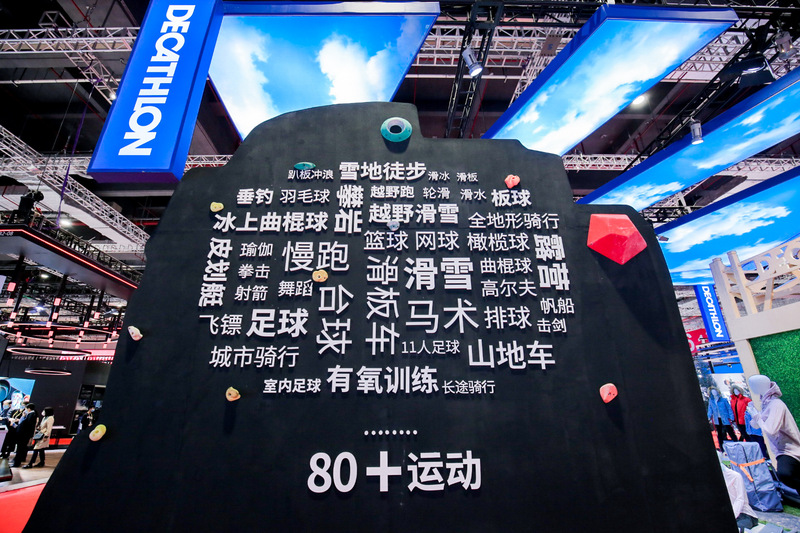 DECATHLON
趴板冲浪 雪地徒步 滑水 滑板
垂钓 羽毛球 攀岩 越野跑 轮滑 滑水 板球
冰上曲棍球 越野滑雪 全地形骑行
皮划艇 瑜伽 慢跑 篮球 网球 橄榄球 露营
拳击 滑板车 滑雪 曲棍球
射箭 舞蹈 台球 高尔夫
飞镖 足球 马术 排球 帆船
击剑
城市骑行 11人足球 山地车
室内足球 有氧训练 长途骑行
........
80+运动
DECATHLON